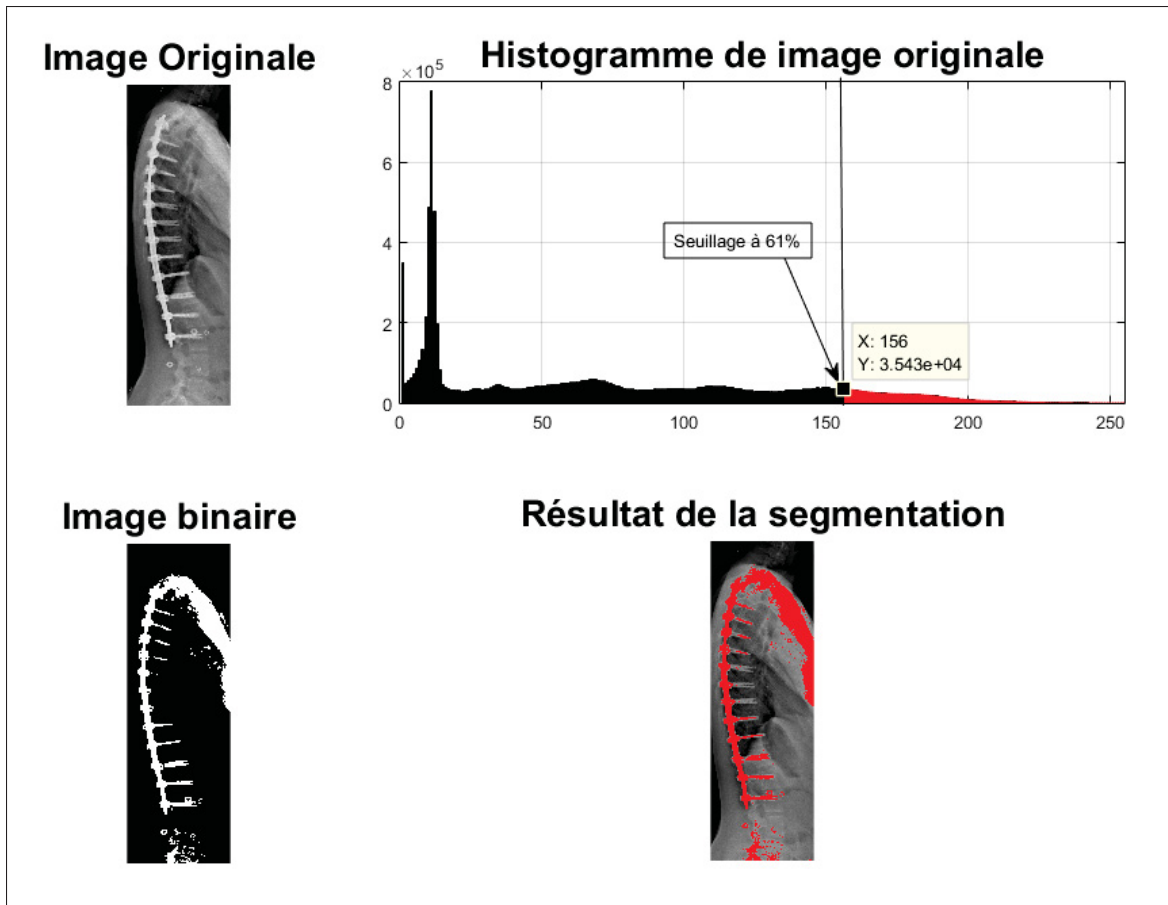 Image Originale
Histogramme de image originale
×10⁵
8
6
4
2
0
Seuillage à 61%
X: 156
Y: 3.543e+04
0 50 100 150 200 250
Image binaire
Résultat de la segmentation